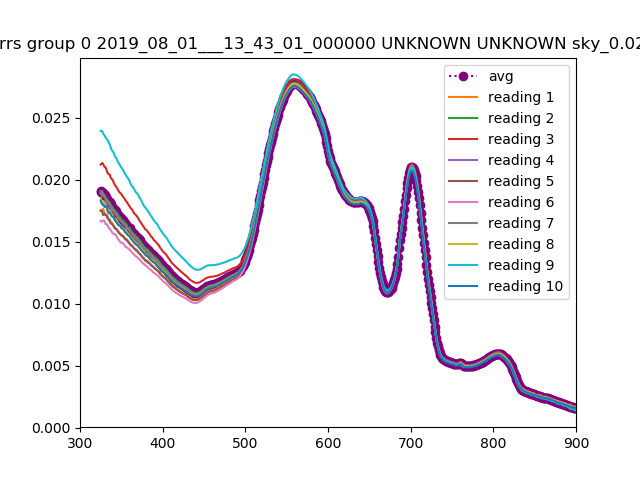 rrs group 0 2019_08_01___13_43_01_000000 UNKNOWN UNKNOWN sky_0.02
avg
reading 1
reading 2
reading 3
reading 4
reading 5
reading 6
reading 7
reading 8
reading 9
reading 10
0.025
0.020
0.015
0.010
0.005
0.000
300 400 500 600 700 800 900